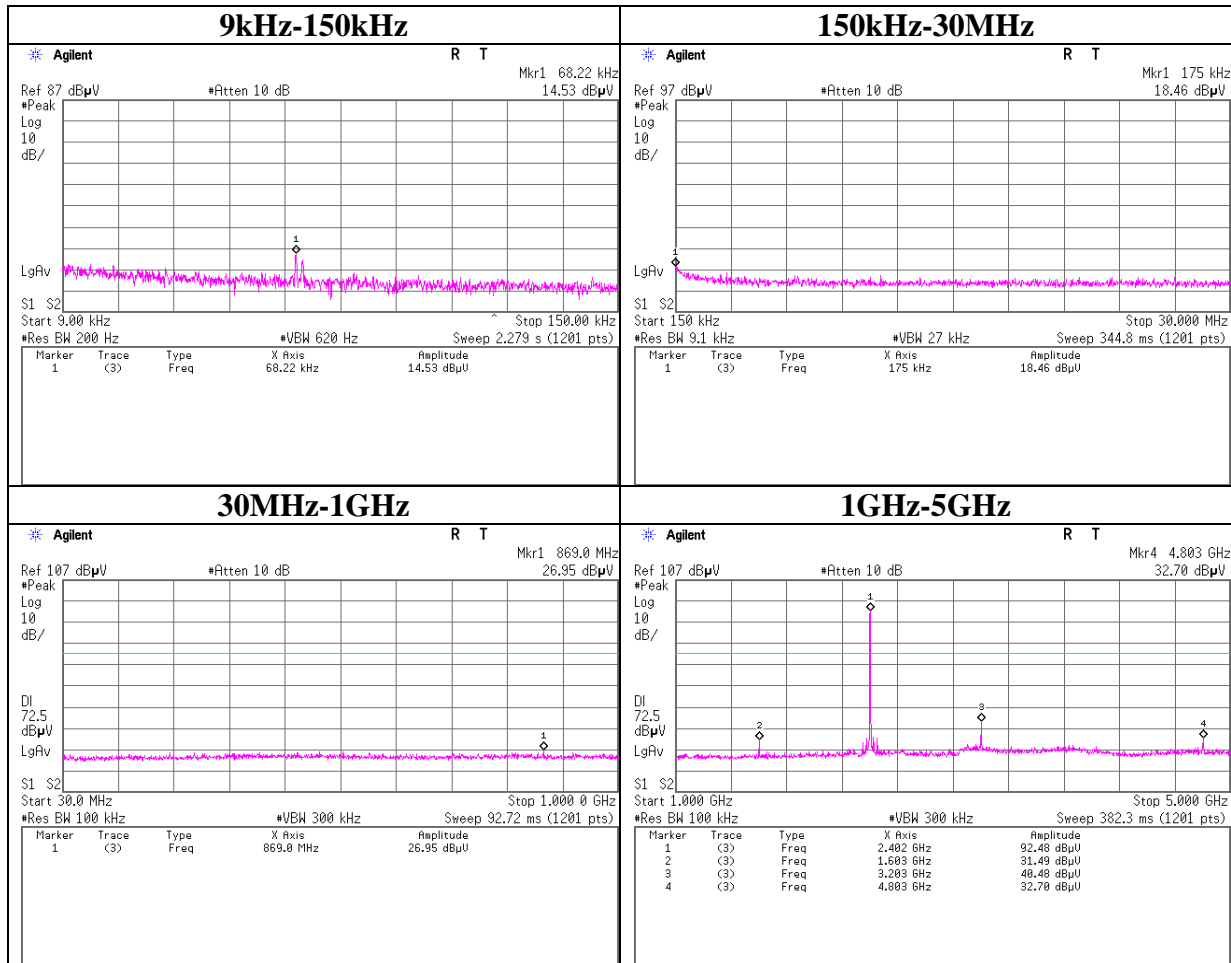 9kHz-150kHz
Agilent R T
Mkr1 68.22 kHz
Ref 87 dBµV #Atten 10 dB 14.53 dBµV
#Peak
Log
10
dB/
1
LgAv
S1 S2
Start 9.00 kHz ^ Stop 150.00 kHz
#Res BW 200 Hz #VBW 620 Hz Sweep 2.279 s (1201 pts)
Marker Trace Type X Axis Amplitude
1 (3) Freq 68.22 kHz 14.53 dBµV
150kHz-30MHz
Agilent R T
Mkr1 175 kHz
Ref 97 dBµV #Atten 10 dB 18.46 dBµV
#Peak
Log
10
dB/
1
LgAv
S1 S2
Start 150 kHz Stop 30.000 MHz
#Res BW 9.1 kHz #VBW 27 kHz Sweep 344.8 ms (1201 pts)
Marker Trace Type X Axis Amplitude
1 (3) Freq 175 kHz 18.46 dBµV
30MHz-1GHz
Agilent R T
Mkr1 869.0 MHz
Ref 107 dBµV #Atten 10 dB 26.95 dBµV
#Peak
Log
10
dB/
DI
72.5
dBµV
1
LgAv
S1 S2
Start 30.0 MHz Stop 1.000 0 GHz
#Res BW 100 kHz #VBW 300 kHz Sweep 92.72 ms (1201 pts)
Marker Trace Type X Axis Amplitude
1 (3) Freq 869.0 MHz 26.95 dBµV
1GHz-5GHz
Agilent R T
Mkr4 4.803 GHz
Ref 107 dBµV #Atten 10 dB 32.70 dBµV
#Peak
1
Log
10
dB/
DI
3
72.5
2 4
dBµV
LgAv
S1 S2
Start 1.000 GHz Stop 5.000 GHz
#Res BW 100 kHz #VBW 300 kHz Sweep 382.3 ms (1201 pts)
Marker Trace Type X Axis Amplitude
1 (3) Freq 2.402 GHz 92.48 dBµV
2 (3) Freq 1.603 GHz 31.49 dBµV
3 (3) Freq 3.203 GHz 40.48 dBµV
4 (3) Freq 4.803 GHz 32.70 dBµV